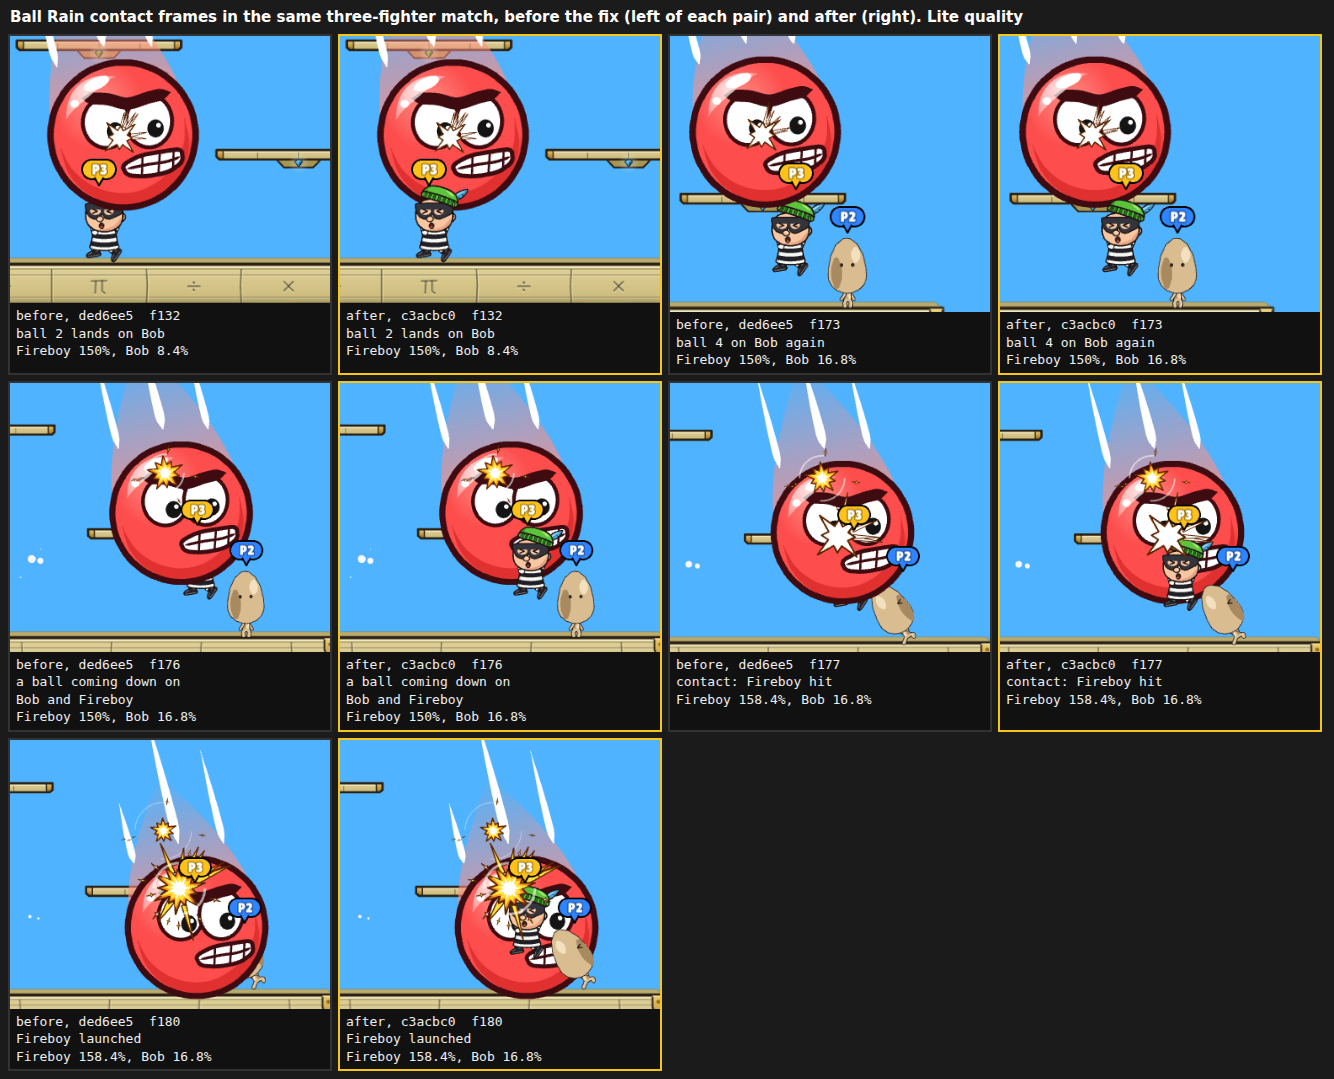 Ball Rain contact frames in the same three-fighter match, before the fix (left of each pair) and after (right). Lite quality
P3
π ÷ ×
before, ded6ee5 f132
ball 2 lands on Bob
Fireboy 150%, Bob 8.4%
P3
π ÷ ×
after, c3acbc0 f132
ball 2 lands on Bob
Fireboy 150%, Bob 8.4%
P3
P2
before, ded6ee5 f173
ball 4 on Bob again
Fireboy 150%, Bob 16.8%
P3
P2
after, c3acbc0 f173
ball 4 on Bob again
Fireboy 150%, Bob 16.8%
P3
P2
before, ded6ee5 f176
a ball coming down on
Bob and Fireboy
Fireboy 150%, Bob 16.8%
P3
P2
after, c3acbc0 f176
a ball coming down on
Bob and Fireboy
Fireboy 150%, Bob 16.8%
P3
P2
before, ded6ee5 f177
contact: Fireboy hit
Fireboy 158.4%, Bob 16.8%
P3
P2
after, c3acbc0 f177
contact: Fireboy hit
Fireboy 158.4%, Bob 16.8%
P3
P2
before, ded6ee5 f180
Fireboy launched
Fireboy 158.4%, Bob 16.8%
P3
P2
after, c3acbc0 f180
Fireboy launched
Fireboy 158.4%, Bob 16.8%